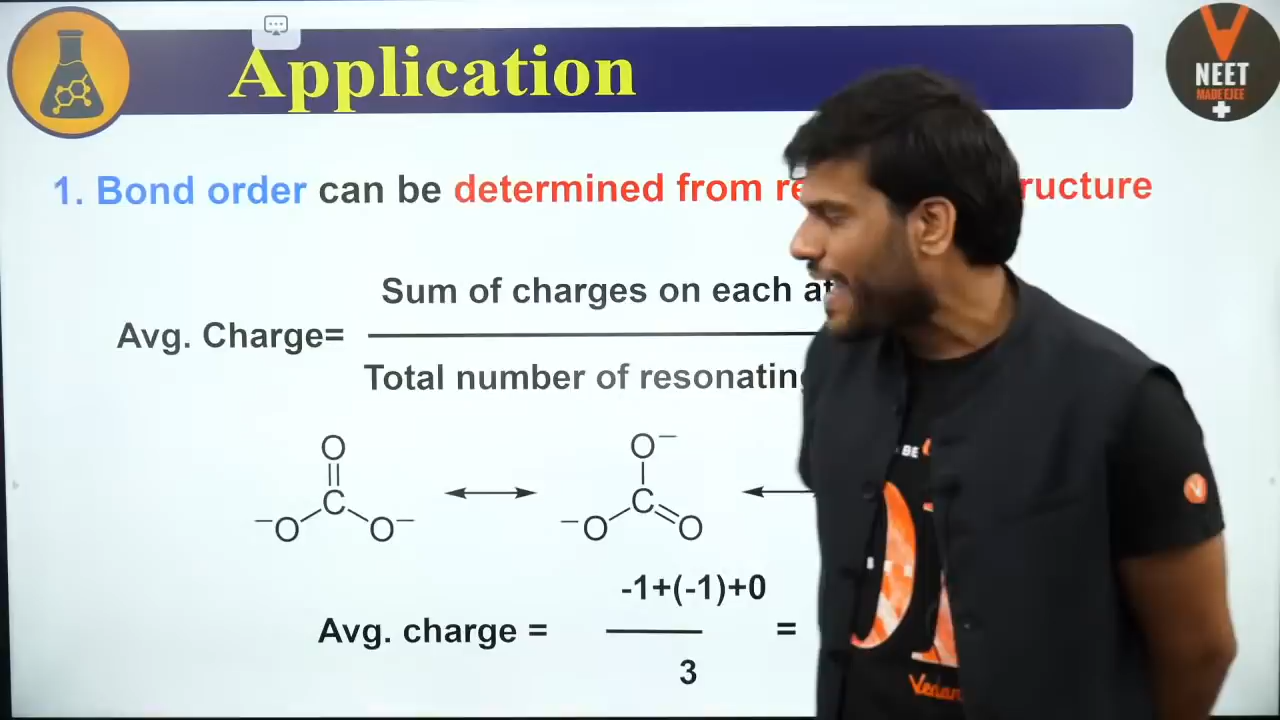 Application
NEET
MADE EJEE
1. Bond order can be determined from re ructure
Sum of charges on each at
Avg. Charge=
Total number of resonating
O O−
C C
−O O− −O O
BE
-1+(-1)+0
Avg. charge = =
3